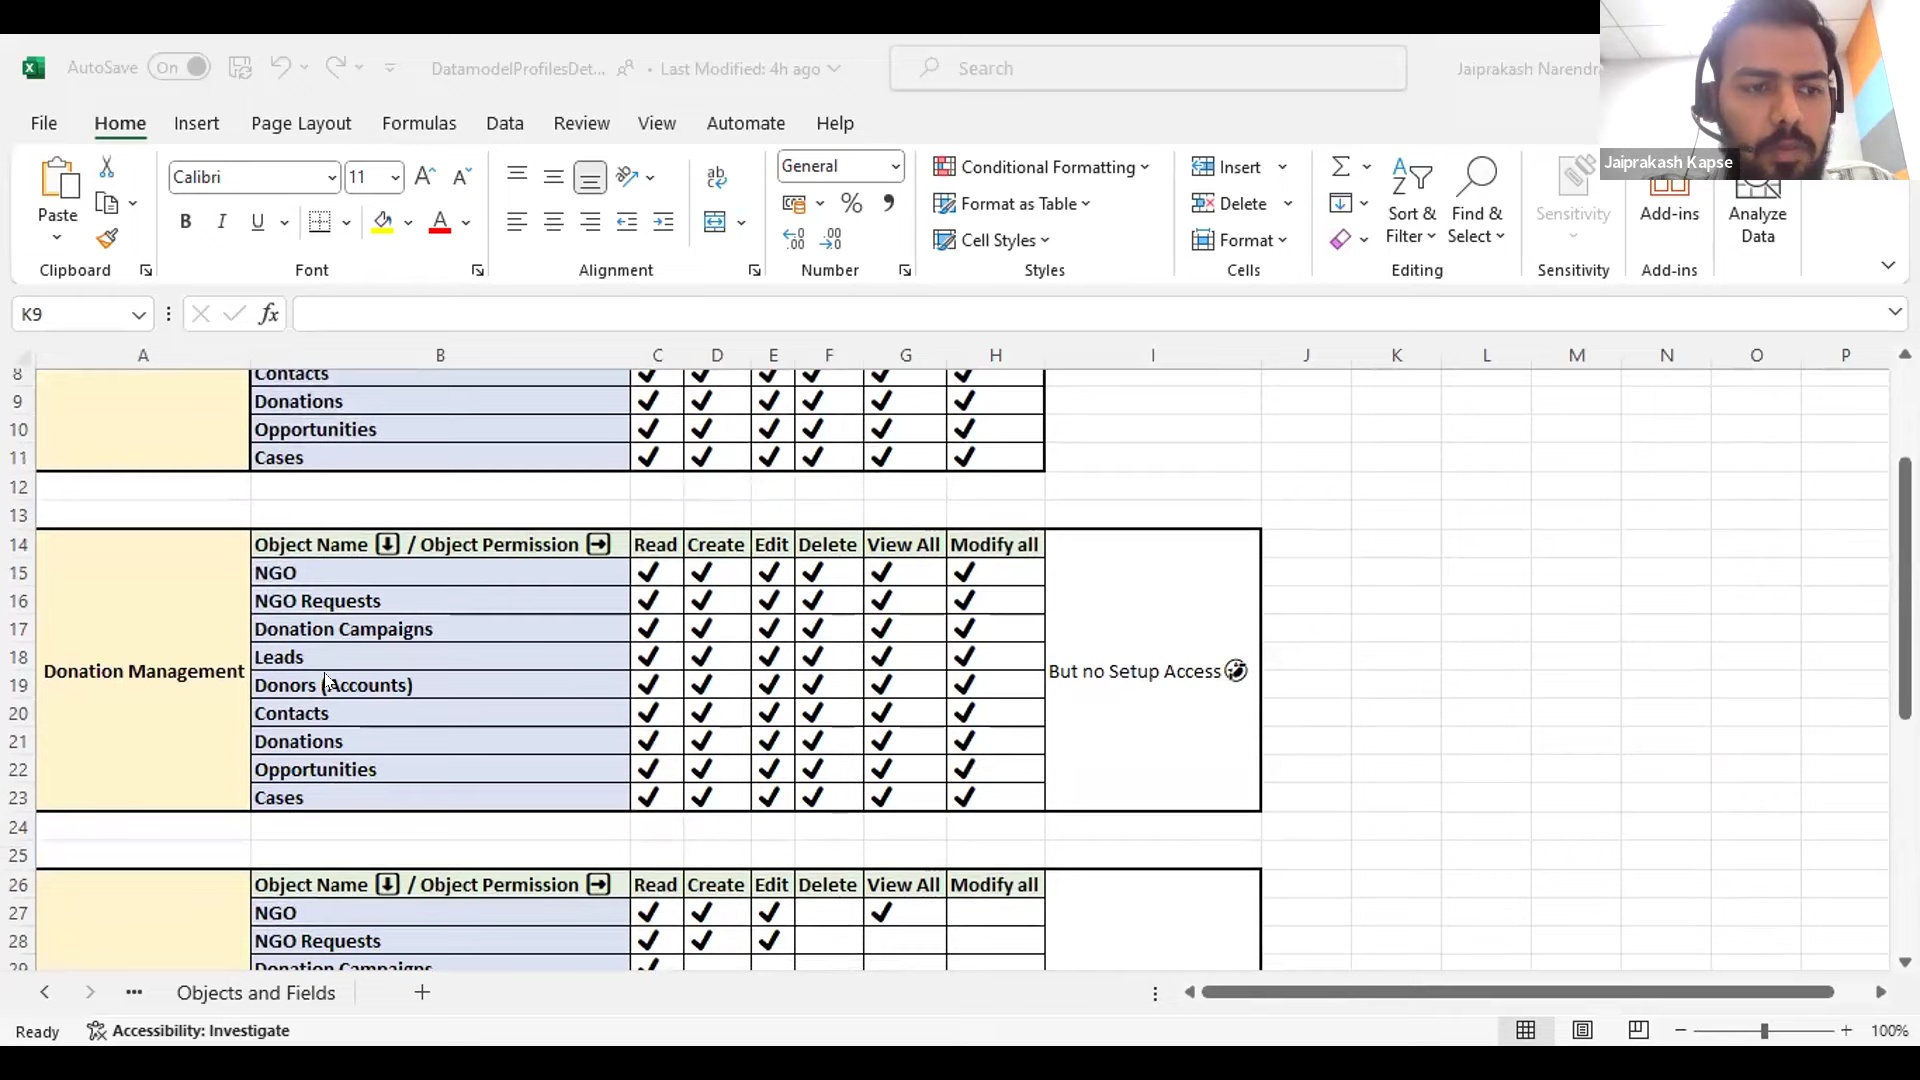 AutoSave On DatamodelProfilesDet... • Last Modified: 4h ago Search Jaiprakash Narendr
File Home Insert Page Layout Formulas Data Review View Automate Help
Jaiprakash Kapse
Paste
Calibri 11
B I U A
General
Conditional Formatting
Format as Table
Cell Styles
Insert
Delete
Format
Sort & Filter
Find & Select
Sensitivity
Add-ins
Analyze Data
Clipboard Font Alignment Number Styles Cells Editing Sensitivity Add-ins
K9 fx
A B C D E F G H I J K L M N O P
8 Contacts ✔ ✔ ✔ ✔ ✔ ✔
9 Donations ✔ ✔ ✔ ✔ ✔ ✔
10 Opportunities ✔ ✔ ✔ ✔ ✔ ✔
11 Cases ✔ ✔ ✔ ✔ ✔ ✔
12
13
14 Object Name / Object Permission Read Create Edit Delete View All Modify all
15 NGO ✔ ✔ ✔ ✔ ✔ ✔
16 NGO Requests ✔ ✔ ✔ ✔ ✔ ✔
17 Donation Campaigns ✔ ✔ ✔ ✔ ✔ ✔
18 Leads ✔ ✔ ✔ ✔ ✔ ✔
Donation Management But no Setup Access
19 Donors (Accounts) ✔ ✔ ✔ ✔ ✔ ✔
20 Contacts ✔ ✔ ✔ ✔ ✔ ✔
21 Donations ✔ ✔ ✔ ✔ ✔ ✔
22 Opportunities ✔ ✔ ✔ ✔ ✔ ✔
23 Cases ✔ ✔ ✔ ✔ ✔ ✔
24
25
26 Object Name / Object Permission Read Create Edit Delete View All Modify all
27 NGO ✔ ✔ ✔ ✔
28 NGO Requests ✔ ✔ ✔
29 Donation Campaigns ✔
Objects and Fields
Ready Accessibility: Investigate 100%